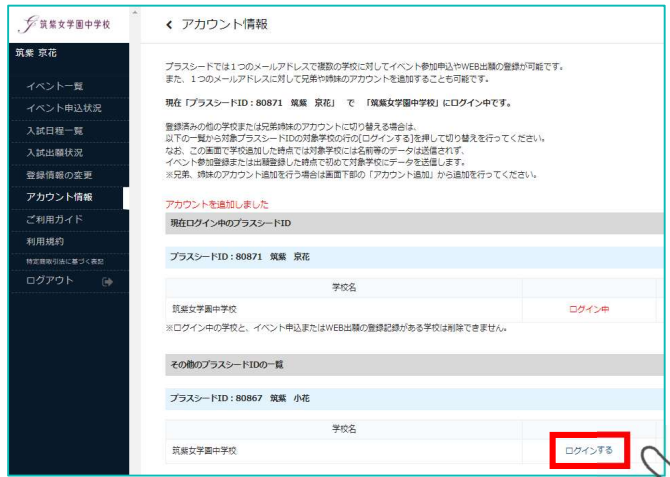 筑紫女学園中学校
筑紫 京花
イベント一覧
イベント申込状況
入試日程一覧
入試出願状況
登録情報の変更
アカウント情報
ご利用ガイド
利用規約
特定商取引法に基づく表記
ログアウト
アカウント情報
プラスシードでは１つのメールアドレスで複数の学校に対してイベント参加申込やWEB出願の登録が可能です。
また、１つのメールアドレスに対して兄弟や姉妹のアカウントを追加することも可能です。
現在「プラスシードID：80871 筑紫 京花」 で 「筑紫女学園中学校」にログイン中です。
登録済みの他の学校または兄弟姉妹のアカウントに切り替える場合は、
以下の一覧から対象プラスシードIDの対象学校の行の[ログインする]を押して切り替えを行ってください。
なお、この画面で学校追加した時点では対象学校には名前等のデータは送信されず、
イベント参加登録または出願登録した時点で初めて対象学校にデータを送信します。
※兄弟、姉妹のアカウント追加を行う場合は画面下部の「アカウント追加」から追加を行ってください。
アカウントを追加しました
現在ログイン中のプラスシードID
プラスシードID：80871 筑紫 京花
学校名
筑紫女学園中学校 ログイン中
※ログイン中の学校と、イベント申込またはWEB出願の登録記録がある学校は削除できません。
その他のプラスシードIDの一覧
プラスシードID：80867 筑紫 小花
学校名
筑紫女学園中学校 ログインする